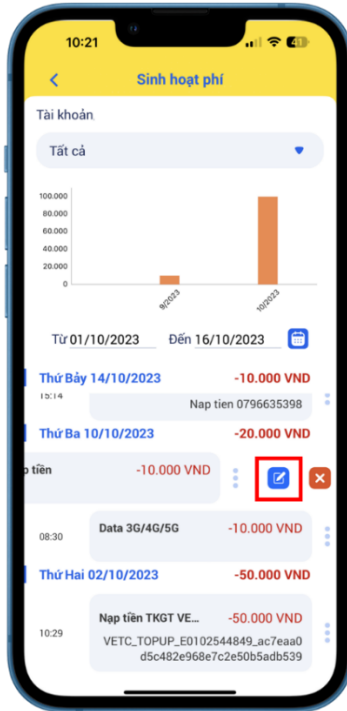 10:21
41
Sinh hoạt phí
Tài khoản
Tất cả
100.000
80.000
60.000
40.000
20.000
0
9/2023
10/2023
Từ 01/10/2023 Đến 16/10/2023
Thứ Bảy 14/10/2023 -10.000 VND
15:14
Nap tien 0796635398
Thứ Ba 10/10/2023 -20.000 VND
p tiền -10.000 VND
08:30 Data 3G/4G/5G -10.000 VND
Thứ Hai 02/10/2023 -50.000 VND
Nạp tiền TKGT VE... -50.000 VND
10:29
VETC_TOPUP_E0102544849_ac7eaa0
d5c482e968e7c2e50b5adb539